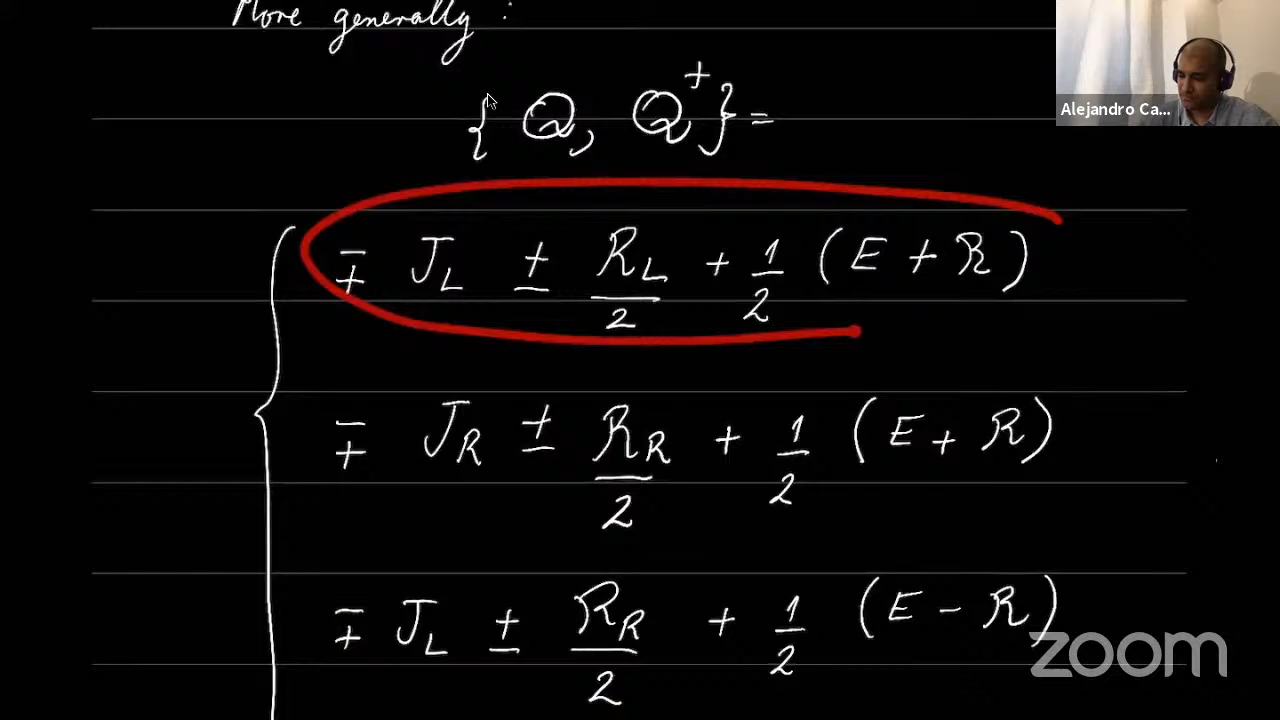 More generally :
{ Q, Q⁺ } =
∓ J_L ± R_L/2 + 1/2 (E + R)
∓ J_R ± R_R/2 + 1/2 (E + R)
∓ J_L ± R_R/2 + 1/2 (E - R)
Alejandro Ca...
zoom